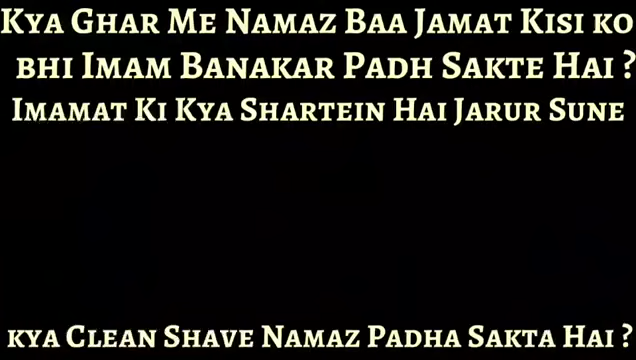 Kya Ghar Me Namaz Baa Jamat Kisi ko
bhi Imam Banakar Padh Sakte Hai ?
Imamat Ki Kya Shartein Hai Jarur Sune
kya Clean Shave Namaz Padha Sakta Hai ?